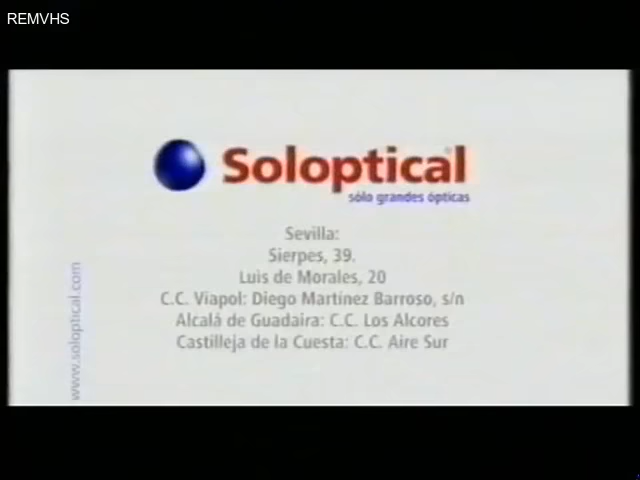 REMVHS
Soloptical
sólo grandes ópticas
Sevilla:
Sierpes, 39.
Luis de Morales, 20
C.C. Viapol: Diego Martínez Barroso, s/n
Alcalá de Guadaira: C.C. Los Alcores
Castilleja de la Cuesta: C.C. Aire Sur
www.soloptical.com